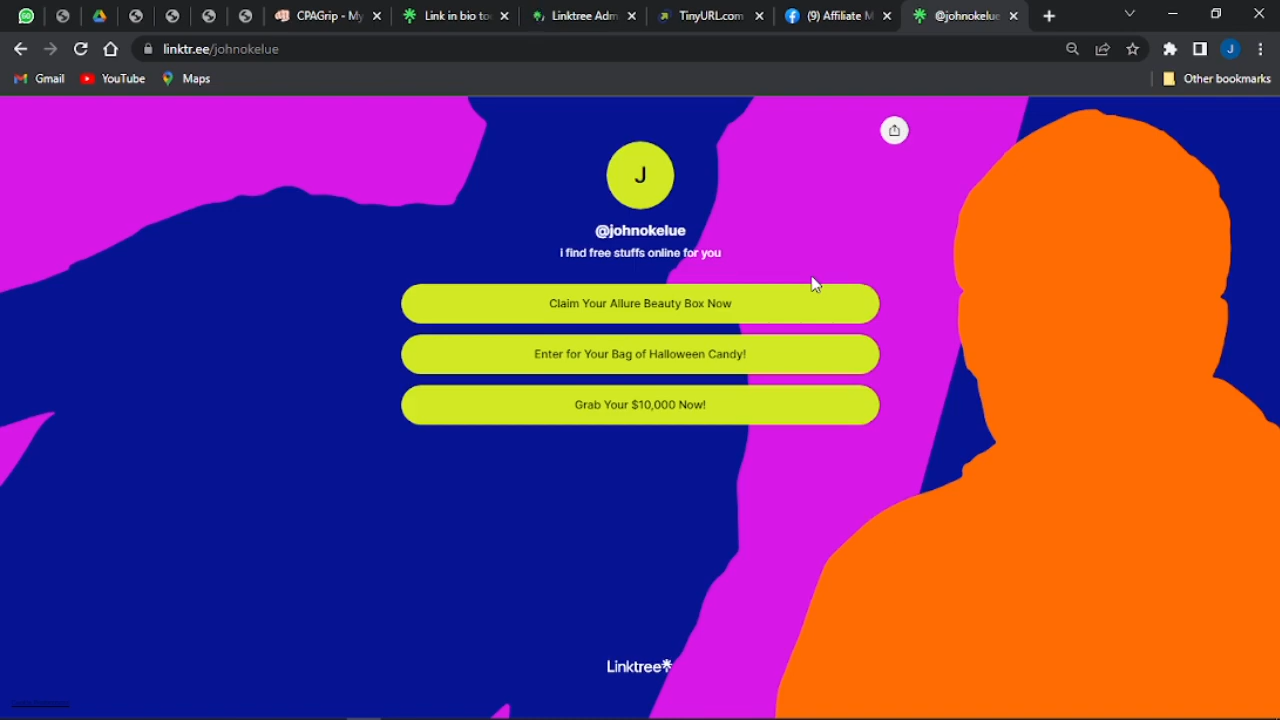 CPAGrip - My
Link in bio to
Linktree Adm
TinyURL.com
(9) Affiliate M
@johnokelue
linktr.ee/johnokelue
J
Gmail
YouTube
Maps
Other bookmarks
J
@johnokelue
i find free stuffs online for you
Claim Your Allure Beauty Box Now
Enter for Your Bag of Halloween Candy!
Grab Your $10,000 Now!
Linktree